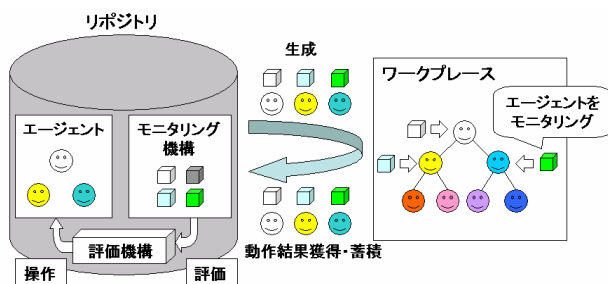 リポジトリ
エージェント
モニタリング
機構
評価機構
操作
評価
生成
動作結果獲得・蓄積
ワークプレース
エージェントを
モニタリング